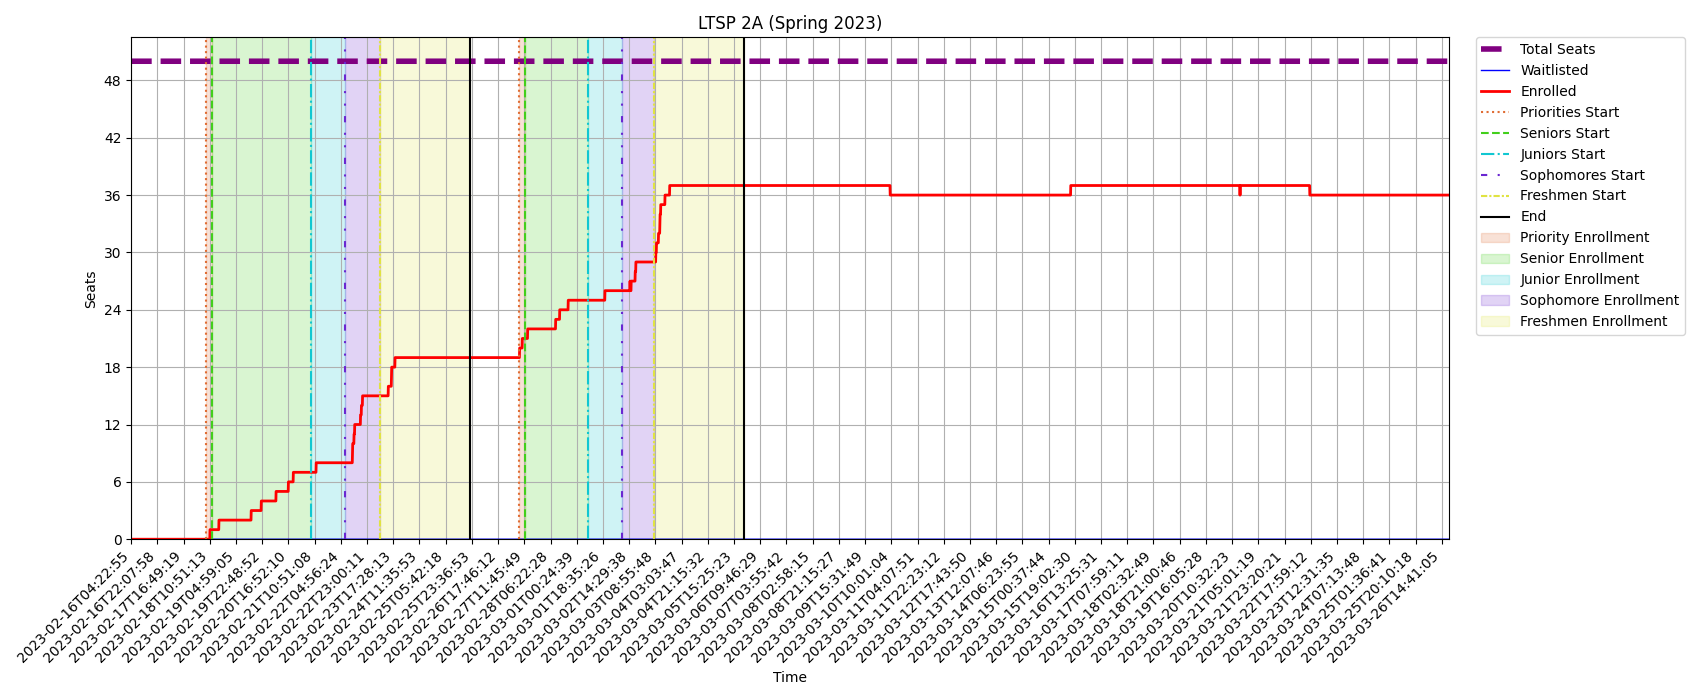 LTSP 2A (Spring 2023)
Seats
48
42
36
30
24
18
12
6
0
2023-02-16T04:22:55
2023-02-16T22:07:58
2023-02-17T16:49:19
2023-02-18T10:51:13
2023-02-19T04:59:05
2023-02-19T22:48:52
2023-02-20T16:52:10
2023-02-21T10:51:08
2023-02-22T04:56:24
2023-02-22T23:00:11
2023-02-23T17:28:13
2023-02-24T11:35:53
2023-02-25T05:42:18
2023-02-25T23:36:53
2023-02-26T17:46:12
2023-02-27T11:45:49
2023-02-28T06:22:28
2023-03-01T00:24:39
2023-03-01T18:35:26
2023-03-02T14:29:38
2023-03-03T08:55:48
2023-03-04T03:03:47
2023-03-04T21:15:32
2023-03-05T15:25:23
2023-03-06T09:46:29
2023-03-07T03:55:42
2023-03-08T02:58:15
2023-03-08T21:15:27
2023-03-09T15:31:49
2023-03-10T10:01:04
2023-03-11T04:07:51
2023-03-11T22:23:12
2023-03-12T17:43:50
2023-03-13T12:07:46
2023-03-14T06:23:55
2023-03-15T00:37:44
2023-03-15T19:02:30
2023-03-16T13:25:31
2023-03-17T07:59:11
2023-03-18T02:32:49
2023-03-18T21:00:46
2023-03-19T16:05:28
2023-03-20T10:32:23
2023-03-21T05:01:19
2023-03-21T23:20:21
2023-03-22T17:59:12
2023-03-23T12:31:35
2023-03-24T07:13:48
2023-03-25T01:36:41
2023-03-25T20:10:18
2023-03-26T14:41:05
Time
Total Seats
Waitlisted
Enrolled
Priorities Start
Seniors Start
Juniors Start
Sophomores Start
Freshmen Start
End
Priority Enrollment
Senior Enrollment
Junior Enrollment
Sophomore Enrollment
Freshmen Enrollment